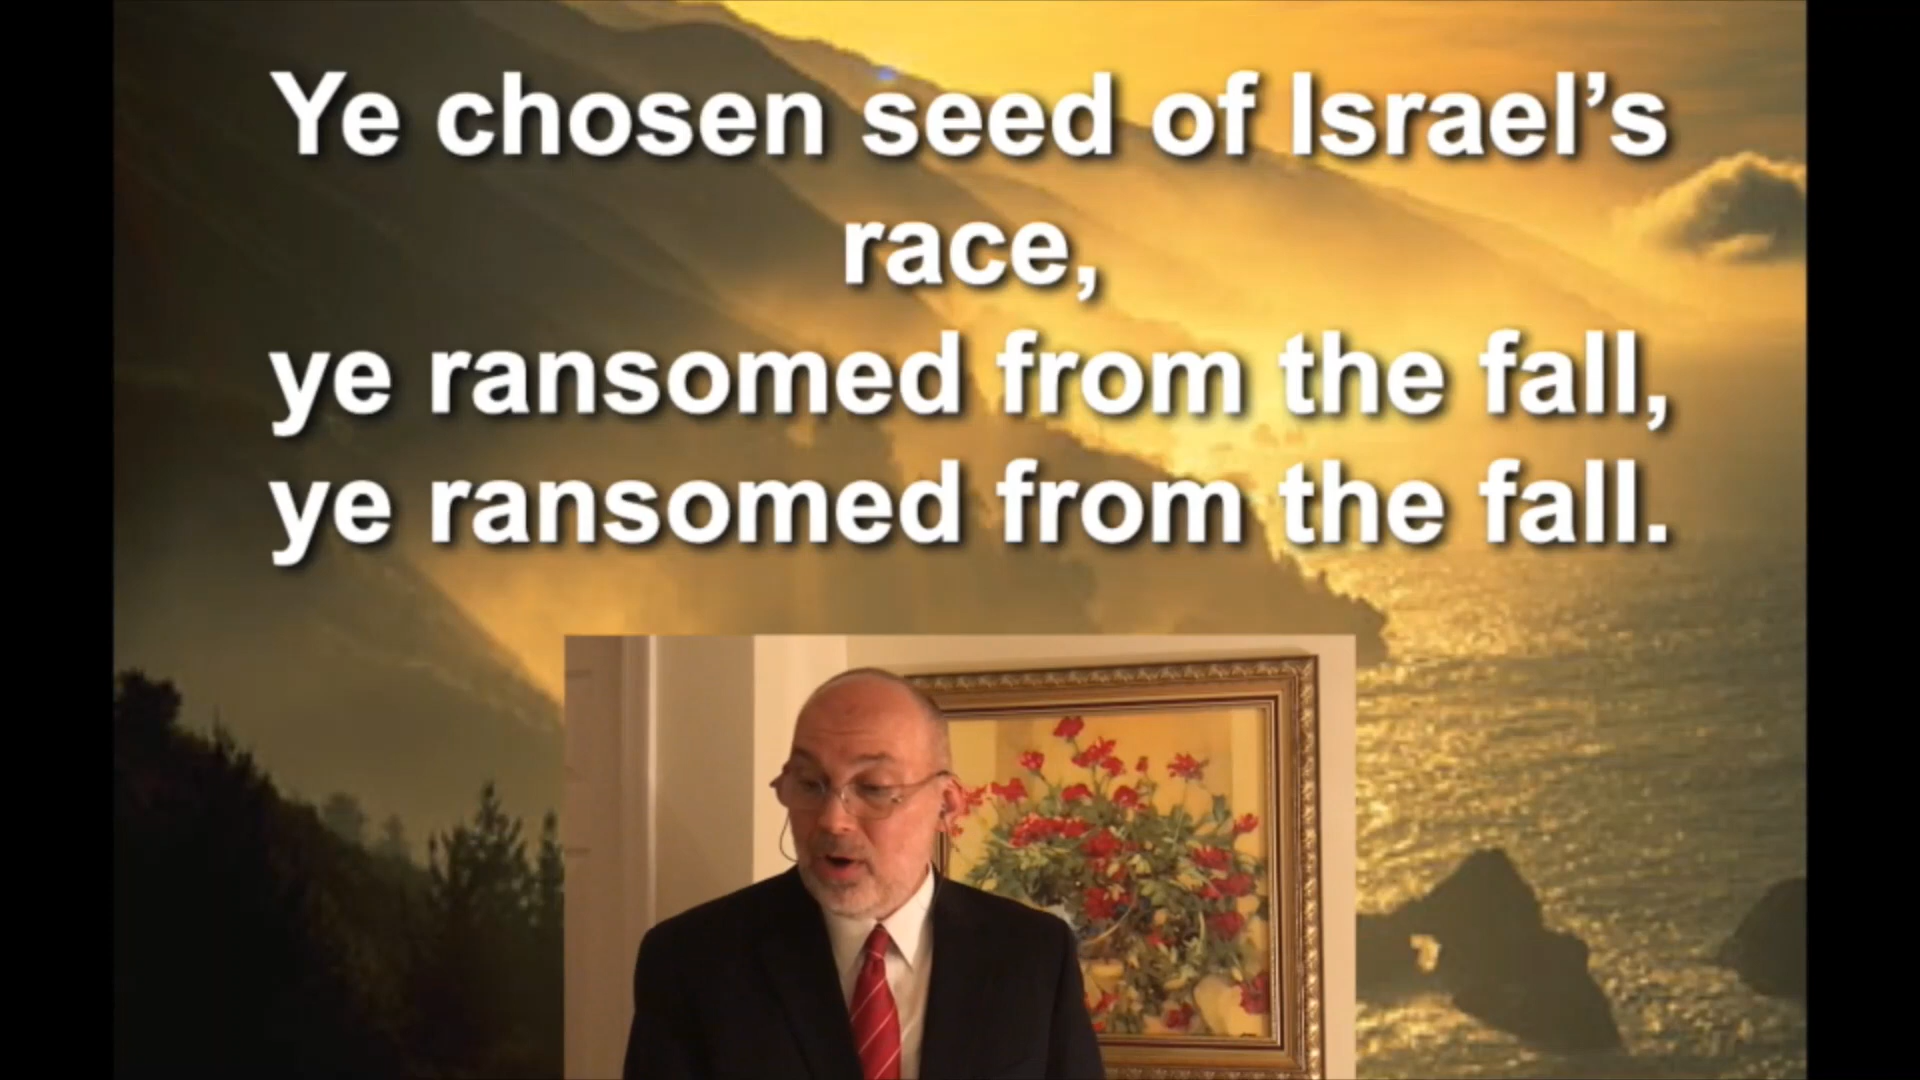 Ye chosen seed of Israel’s
race,
ye ransomed from the fall,
ye ransomed from the fall.